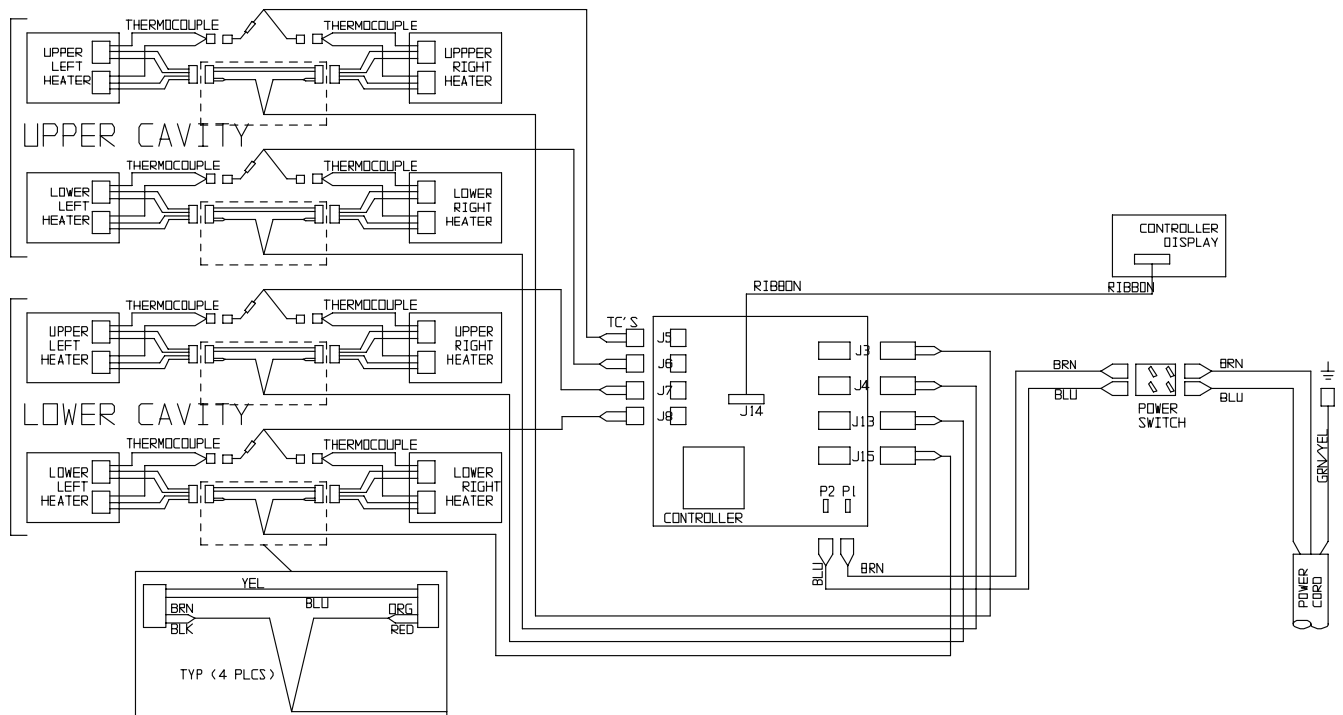 THERMOCOUPLE
THERMOCOUPLE
UPPER
LEFT
HEATER
UPPPER
RIGHT
HEATER
UPPER CAVITY
THERMOCOUPLE
THERMOCOUPLE
LOWER
LEFT
HEATER
LOWER
RIGHT
HEATER
THERMOCOUPLE
THERMOCOUPLE
UPPER
LEFT
HEATER
UPPER
RIGHT
HEATER
LOWER CAVITY
THERMOCOUPLE
THERMOCOUPLE
LOWER
LEFT
HEATER
LOWER
RIGHT
HEATER
YEL
BLU
BRN
BLK
ORG
RED
TYP (4 PLCS)
TC'S
J5
J6
J7
J8
RIBBON
RIBBON
CONTROLLER
DISPLAY
J14
J3
J4
J13
J15
P2 P1
CONTROLLER
BLU
BRN
BRN
BLU
POWER
SWITCH
BRN
BLU
GRN/YEL
POWER
CORD